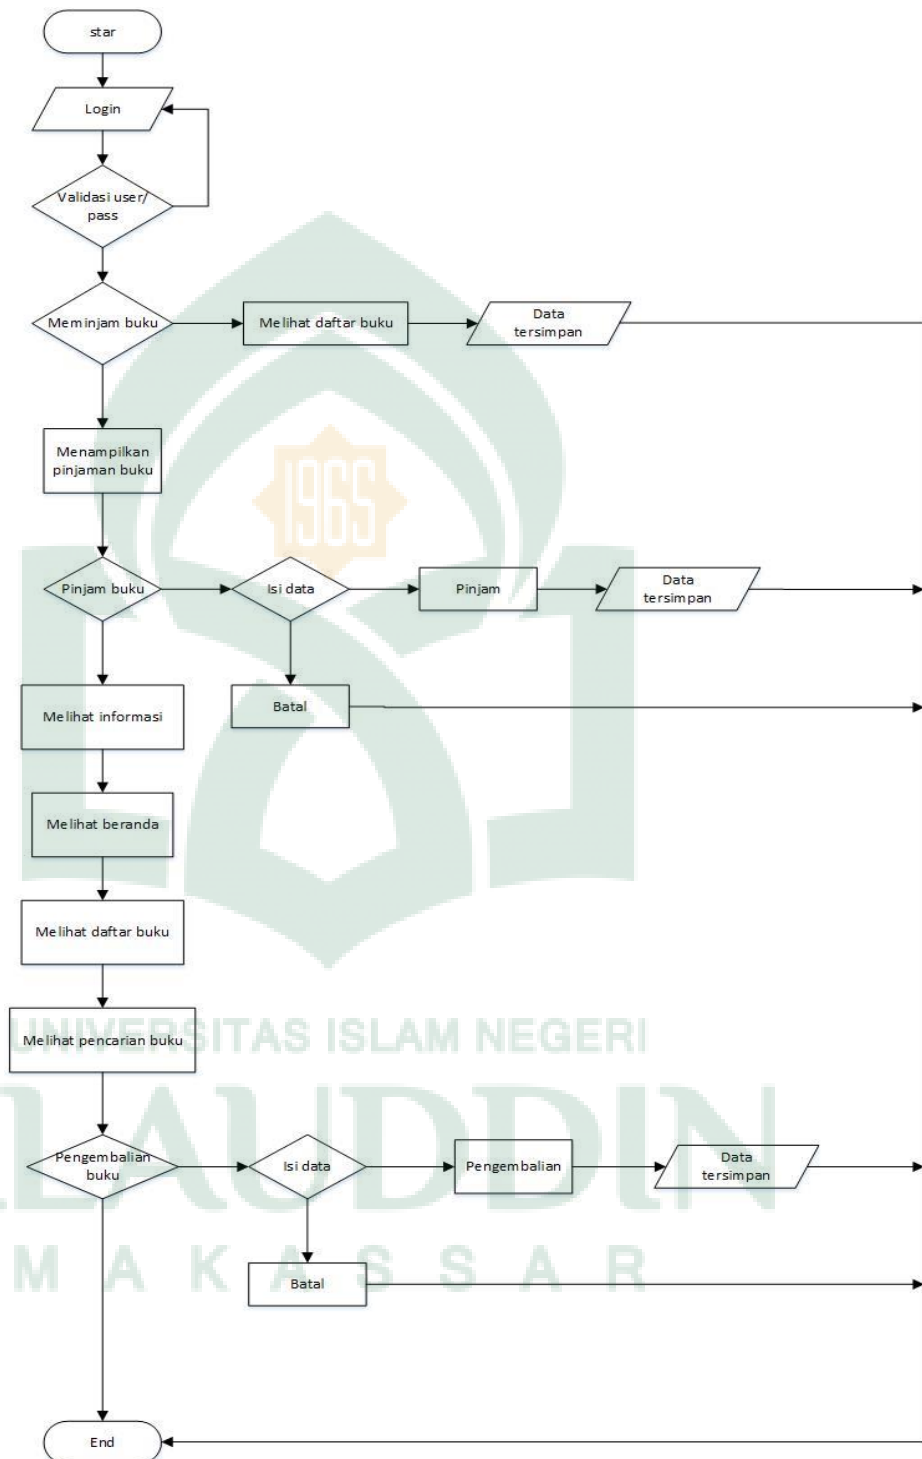 star
Login
Validasi user/
pass
Meminjam buku
Melihat daftar buku
Data
tersimpan
Menampilkan
pinjaman buku
1965
Pinjam buku
Isi data
Pinjam
Data
tersimpan
Melihat informasi
Batal
Melihat beranda
Melihat daftar buku
Melihat pencarian buku
UNIVERSITAS ISLAM NEGERI
ALAUDDIN
Pengembalian
buku
Isi data
Pengembalian
Data
tersimpan
MAKASSAR
Batal
End